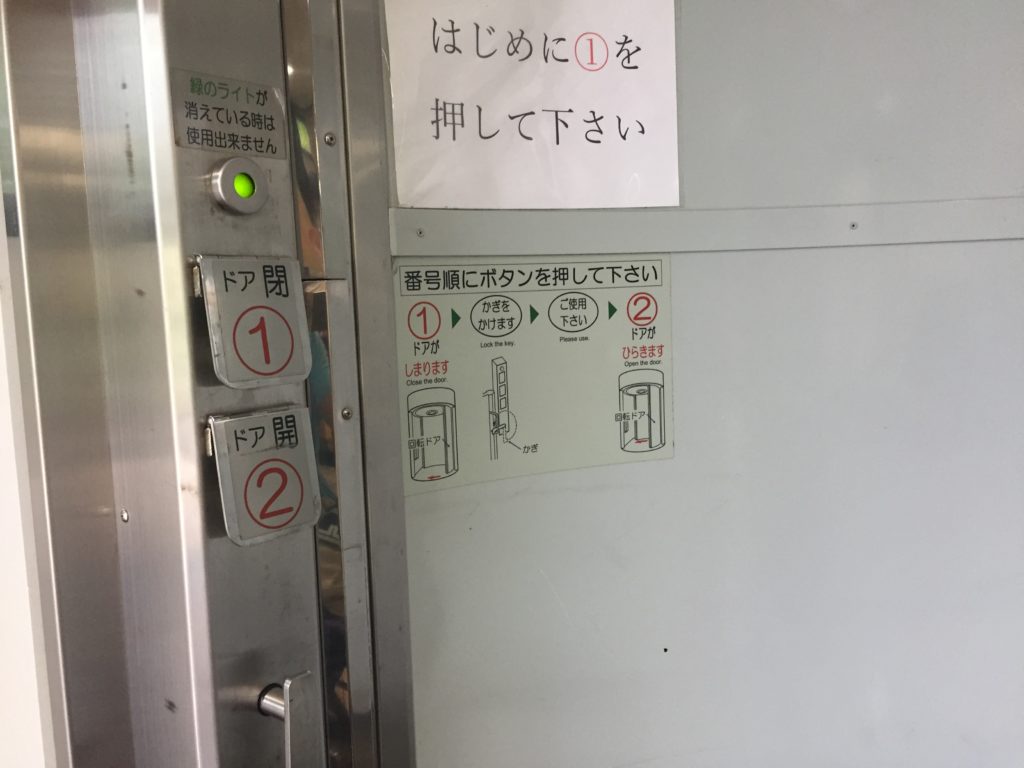 はじめに①を
押して下さい
緑のライトが
消えている時は
使用出来ません
ドア 閉
①
ドア 開
②
番号順にボタンを押して下さい
①
ドアが
しまります
Close the door.
かぎを
かけます
Lock the key.
ご使用
下さい
Please use.
②
ドアが
ひらきます
Open the door.
回転ドア
かぎ
回転ドア